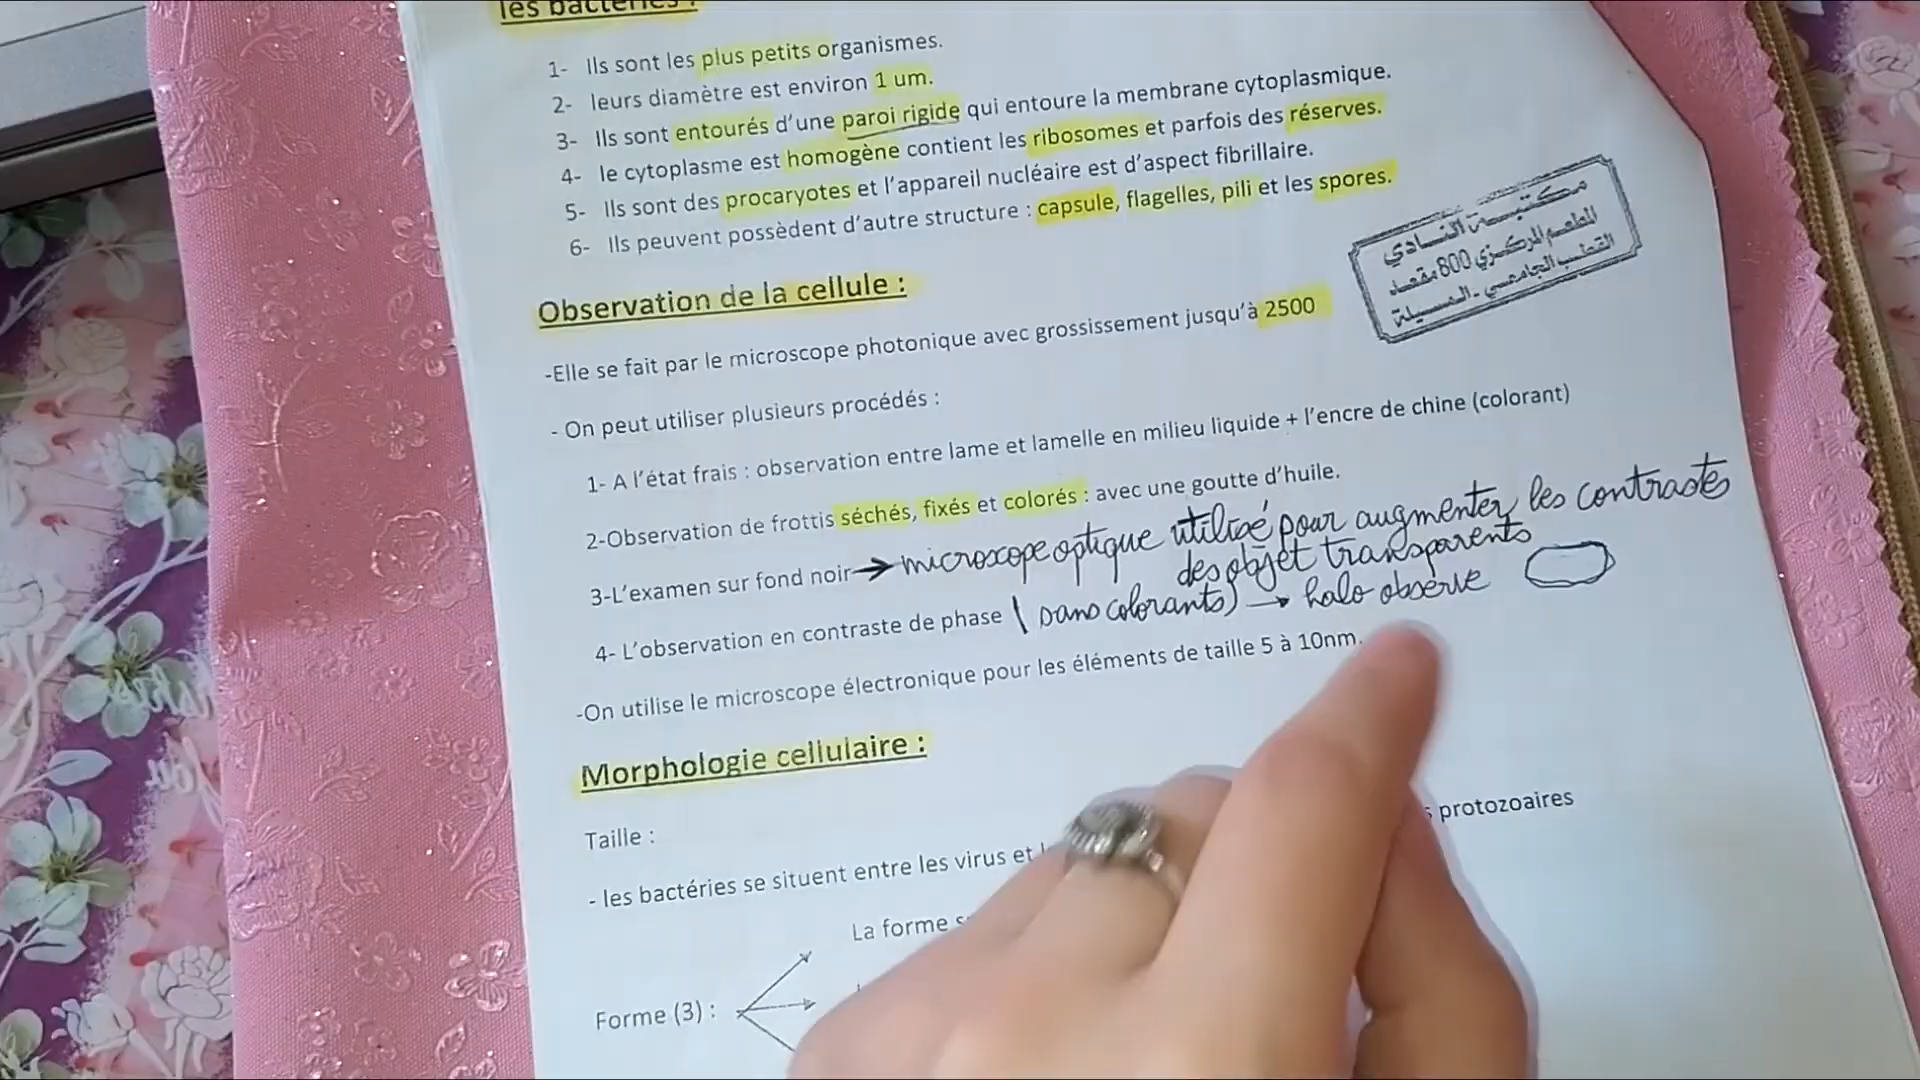 les bactéries :
1- Ils sont les plus petits organismes.
2- leurs diamètre est environ 1 um.
3- Ils sont entourés d’une paroi rigide qui entoure la membrane cytoplasmique.
4- le cytoplasme est homogène contient les ribosomes et parfois des réserves.
5- Ils sont des procaryotes et l’appareil nucléaire est d’aspect fibrillaire.
6- Ils peuvent possèdent d’autre structure : capsule, flagelles, pili et les spores.
مكتبة النادي
المطعم المركزي 800 مقعد
القطب الجامعي - المسيلة
Observation de la cellule :
-Elle se fait par le microscope photonique avec grossissement jusqu’à 2500
- On peut utiliser plusieurs procédés :
1- A l’état frais : observation entre lame et lamelle en milieu liquide + l’encre de chine (colorant)
2-Observation de frottis séchés, fixés et colorés : avec une goutte d’huile.
3-L’examen sur fond noir → microscope optique utilisé pour augmenter les contrastes
des objet transparents
4- L’observation en contraste de phase ( sans colorants) → halo observé
-On utilise le microscope électronique pour les éléments de taille 5 à 10nm.
Morphologie cellulaire :
Taille :
- les bactéries se situent entre les virus et protozoaires
La forme
Forme (3) :